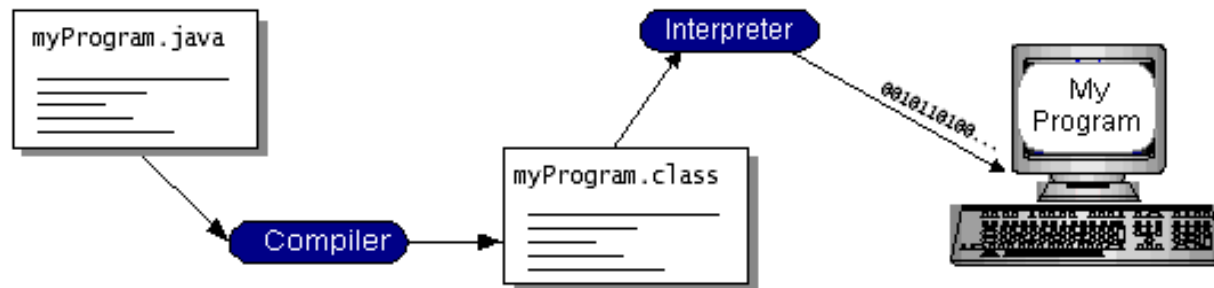 myProgram.java
Compiler
myProgram.class
Interpreter
0010110100...
My
Program